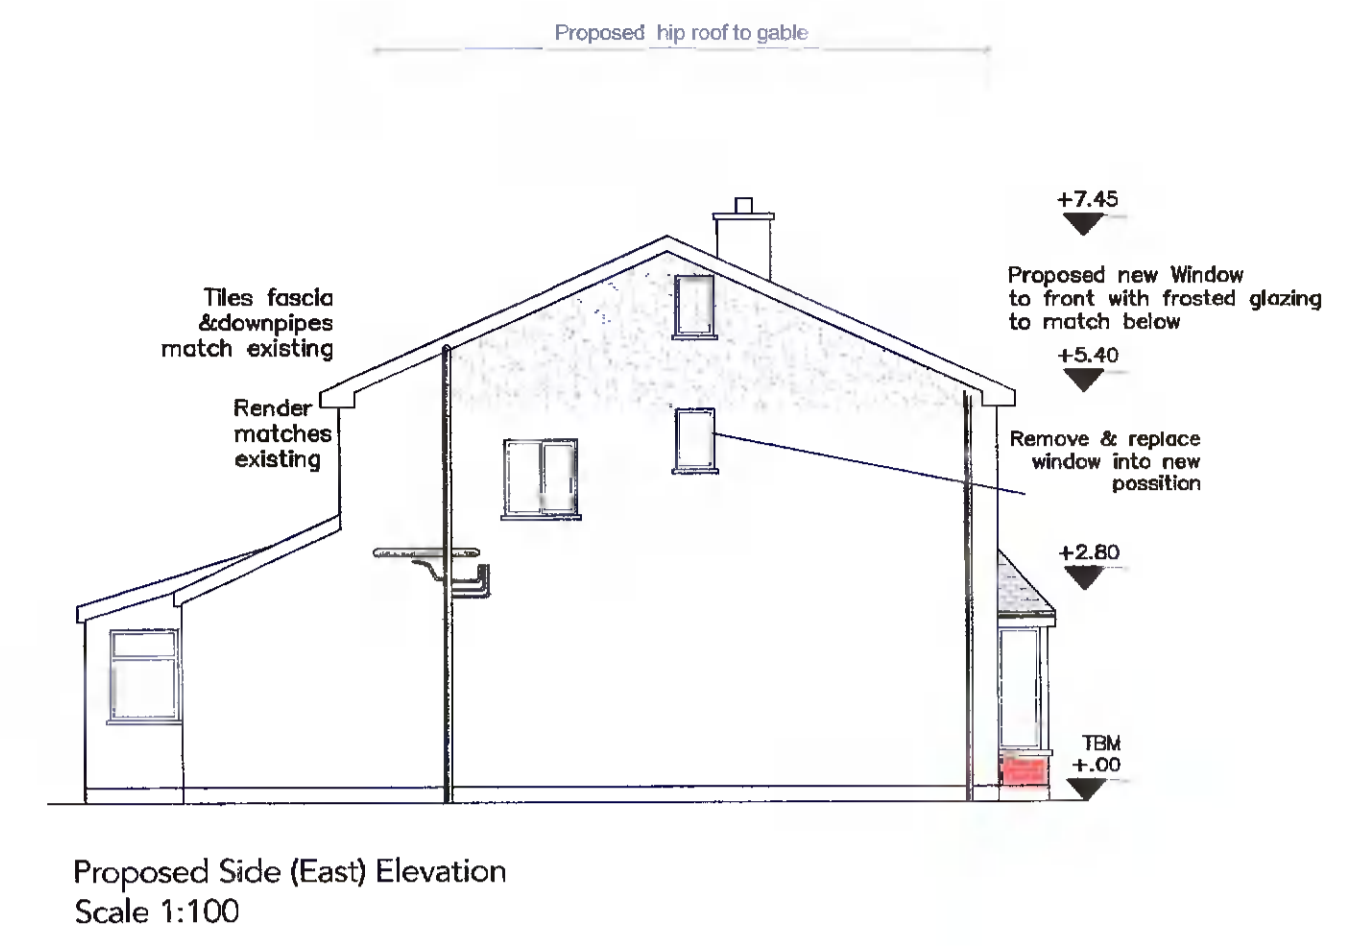 Proposed hip roof to gable
+7.45
Proposed new Window
to front with frosted glazing
to match below
Tiles fascia
&downpipes
match existing
+5.40
Render
matches
existing
Remove & replace
window into new
possition
+2.80
TBM
+.00
Proposed Side (East) Elevation
Scale 1:100